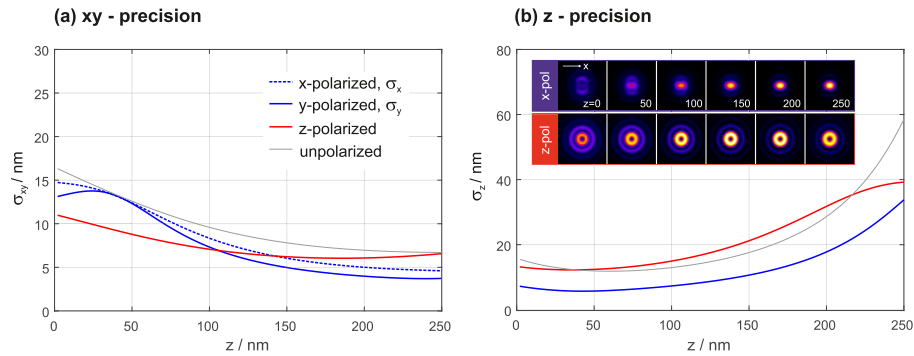 (a) xy - precision
30
25
20
15
10
5
0
σxy / nm
0 50 100 150 200 250
z / nm
x-polarized, σx
y-polarized, σy
z-polarized
unpolarized
(b) z - precision
80
60
40
20
0
σz / nm
0 50 100 150 200 250
z / nm
x-pol
x
z=0 50 100 150 200 250
z-pol